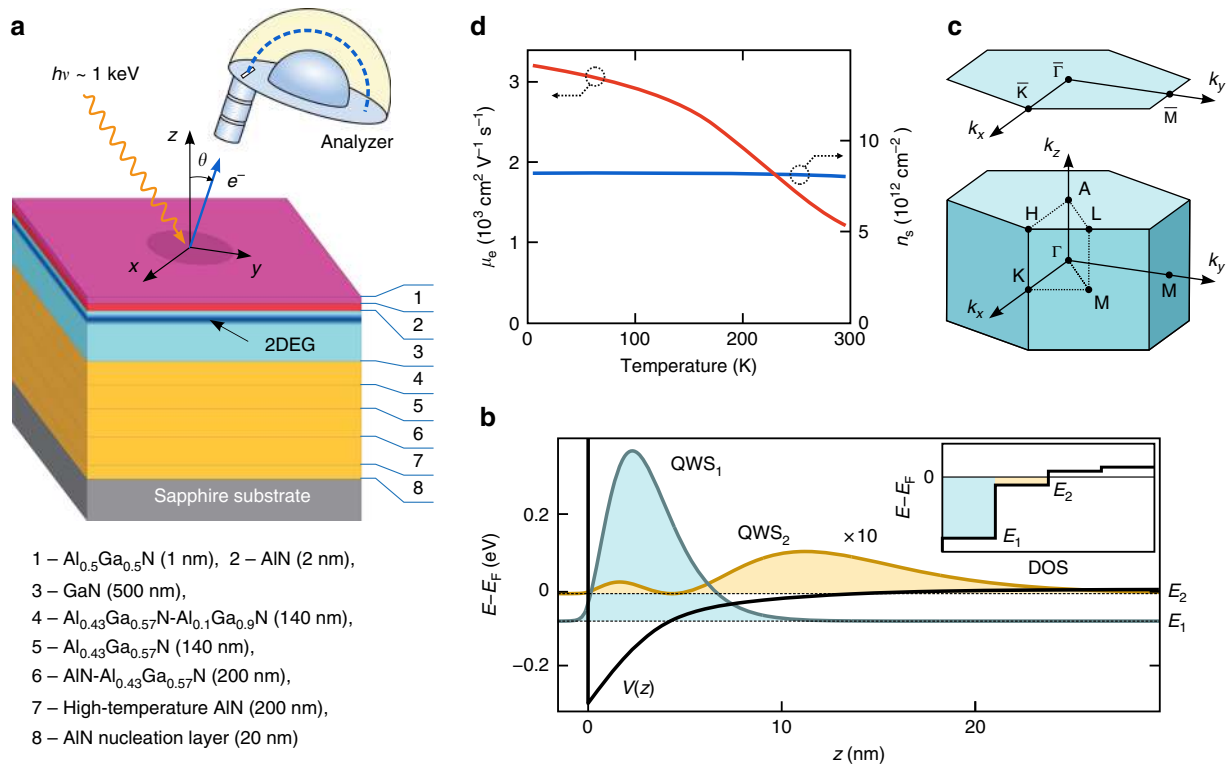 a
hν ~ 1 keV
Analyzer
z
θ
e⁻
x
y
2DEG
1
2
3
4
5
6
7
8
Sapphire substrate
1 – Al₀.₅Ga₀.₅N (1 nm), 2 – AlN (2 nm),
3 – GaN (500 nm),
4 – Al₀.₄₃Ga₀.₅₇N-Al₀.₁Ga₀.₉N (140 nm),
5 – Al₀.₄₃Ga₀.₅₇N (140 nm),
6 – AlN-Al₀.₄₃Ga₀.₅₇N (200 nm),
7 – High-temperature AlN (200 nm),
8 – AlN nucleation layer (20 nm)
d
3
2
1
0
μₑ (10³ cm² V⁻¹ s⁻¹)
10
5
0
nₛ (10¹² cm⁻²)
0 100 200 300
Temperature (K)
c
Γ̅
K̅
M̅
kₓ
k_y
k_z
A
H
L
Γ
K
M
M
kₓ
k_y
b
QWS₁
QWS₂
×10
0
E–E_F
E₁
E₂
DOS
0.2
0
–0.2
E–E_F (eV)
E₂
E₁
V(z)
0 10 20
z (nm)